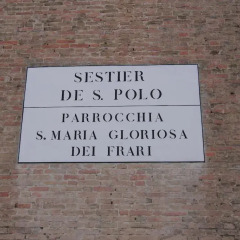 SESTIER
DE S. POLO
PARROCCHIA
S. MARIA GLORIOSA
DEI FRARI